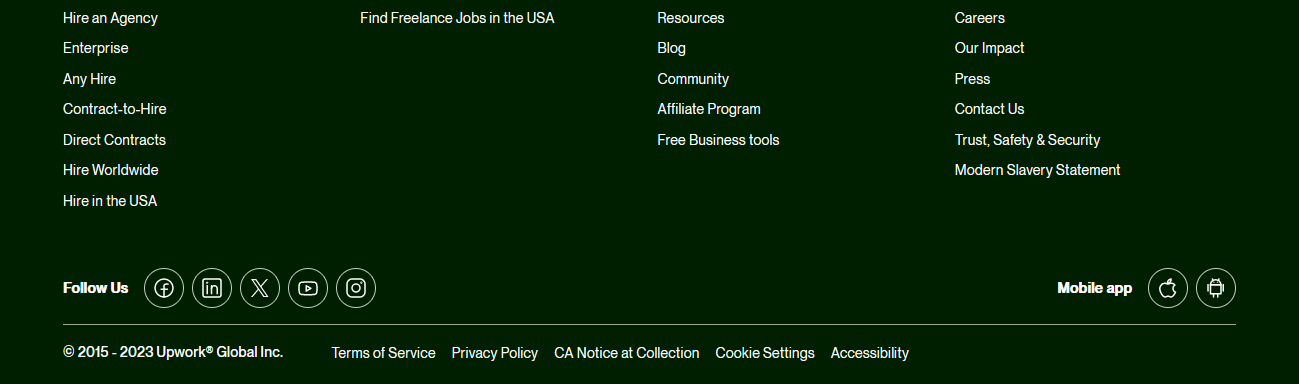 Hire an Agency
Enterprise
Any Hire
Contract-to-Hire
Direct Contracts
Hire Worldwide
Hire in the USA
Find Freelance Jobs in the USA
Resources
Blog
Community
Affiliate Program
Free Business tools
Careers
Our Impact
Press
Contact Us
Trust, Safety & Security
Modern Slavery Statement
Follow Us
Mobile app
© 2015 - 2023 Upwork® Global Inc.
Terms of Service
Privacy Policy
CA Notice at Collection
Cookie Settings
Accessibility